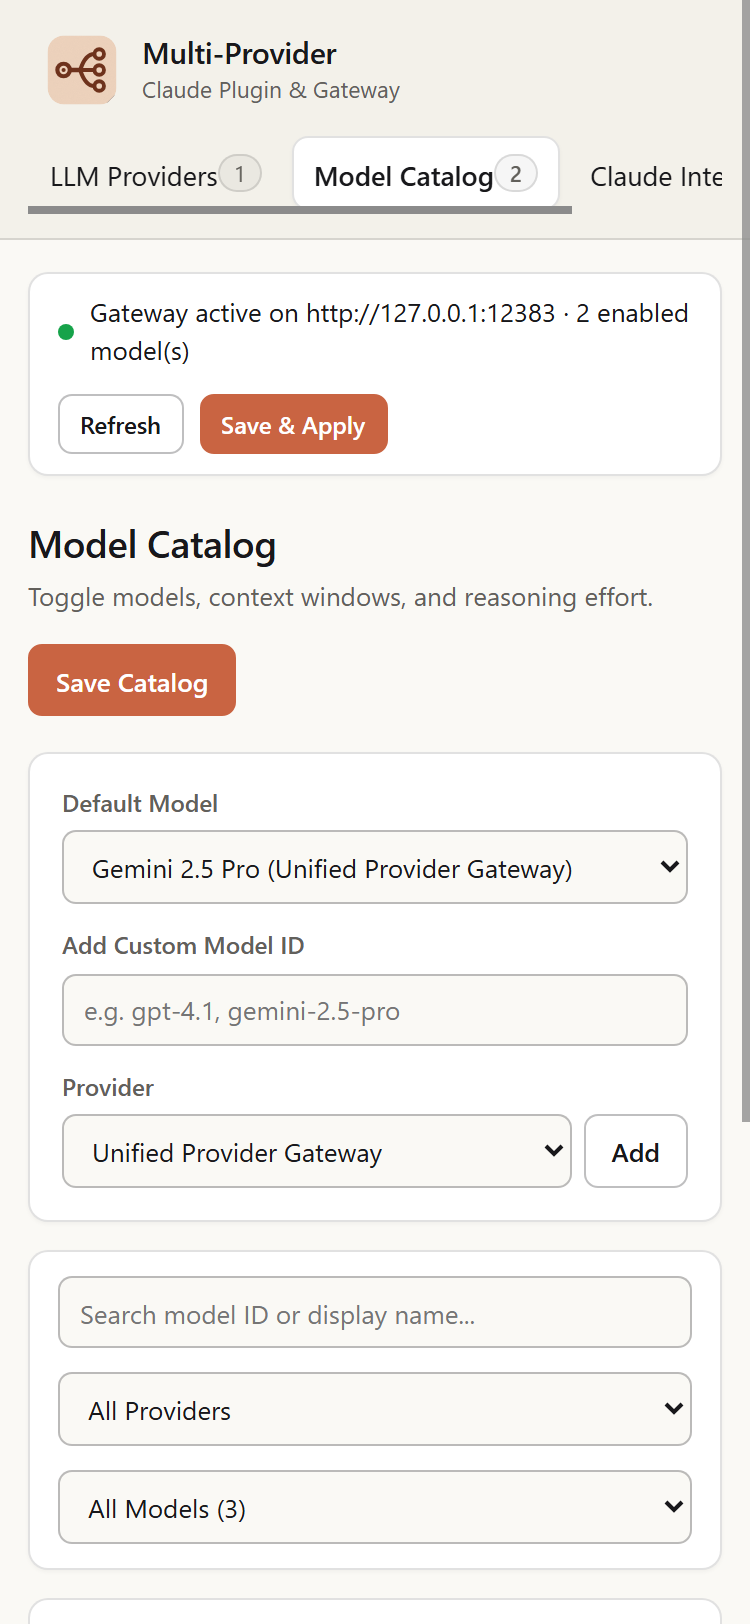 Multi-Provider
Claude Plugin & Gateway
LLM Providers 1
Model Catalog 2
Claude Inte
Gateway active on http://127.0.0.1:12383 · 2 enabled
model(s)
Refresh
Save & Apply
Model Catalog
Toggle models, context windows, and reasoning effort.
Save Catalog
Default Model
Gemini 2.5 Pro (Unified Provider Gateway)
Add Custom Model ID
e.g. gpt-4.1, gemini-2.5-pro
Provider
Unified Provider Gateway
Add
Search model ID or display name...
All Providers
All Models (3)